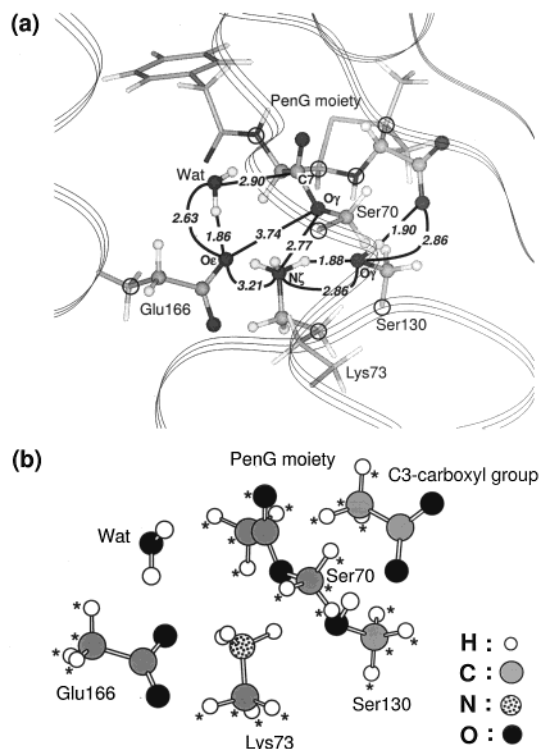 (a)
PenG moiety
Wat
2.90
C7
Oγ
Ser70
2.63
1.86
3.74
1.90
2.77
2.86
Oε
1.88
Oγ
3.21
Nζ
2.86
Glu166
Ser130
Lys73
(b)
PenG moiety
C3-carboxyl group
Wat
Ser70
Glu166
Lys73
Ser130
H :
C :
N :
O :